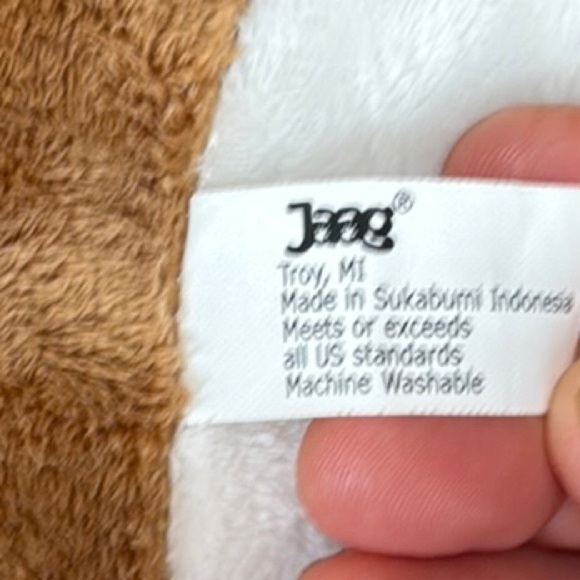 Jaag®
Troy, MI
Made in Sukabumi Indonesia
Meets or exceeds
all US standards
Machine Washable